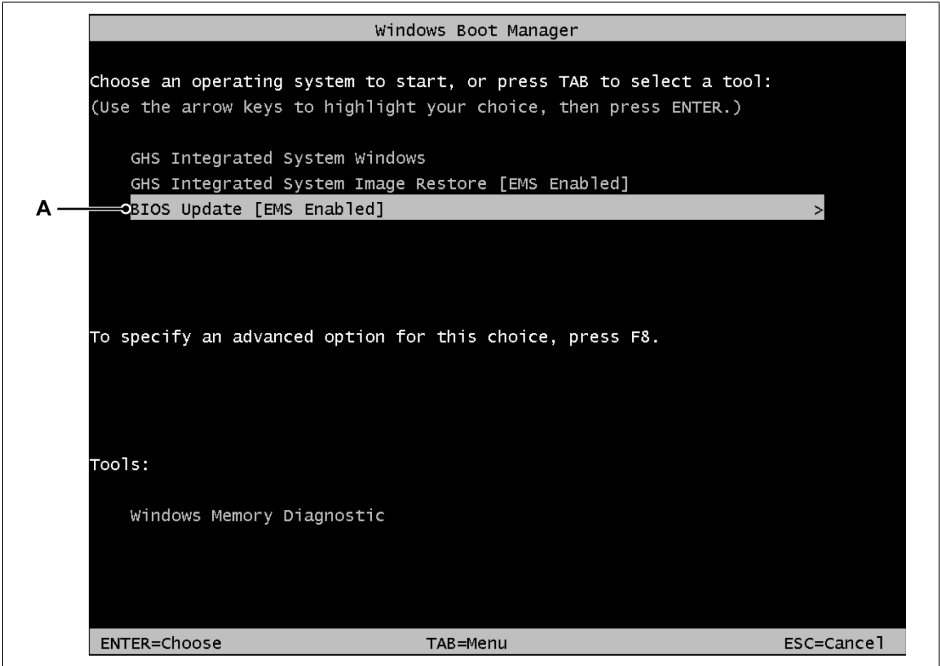 Windows Boot Manager
Choose an operating system to start, or press TAB to select a tool:
(Use the arrow keys to highlight your choice, then press ENTER.)
GHS Integrated System Windows
GHS Integrated System Image Restore [EMS Enabled]
A BIOS Update [EMS Enabled] >
To specify an advanced option for this choice, press F8.
Tools:
Windows Memory Diagnostic
ENTER=Choose TAB=Menu ESC=Cancel